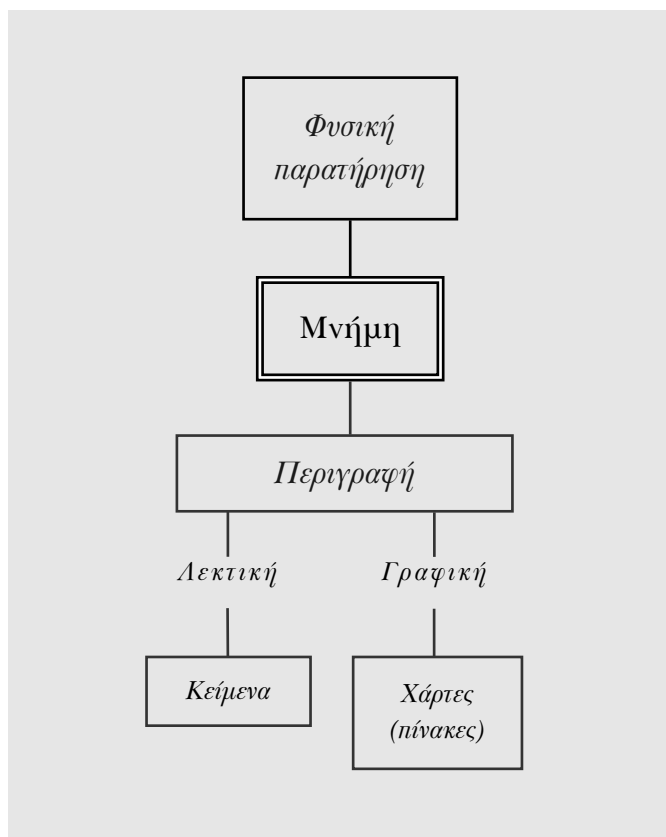 Φυσική
παρατήρηση
Μνήμη
Περιγραφή
Λεκτική Γραφική
Κείμενα
Χάρτες
(πίνακες)